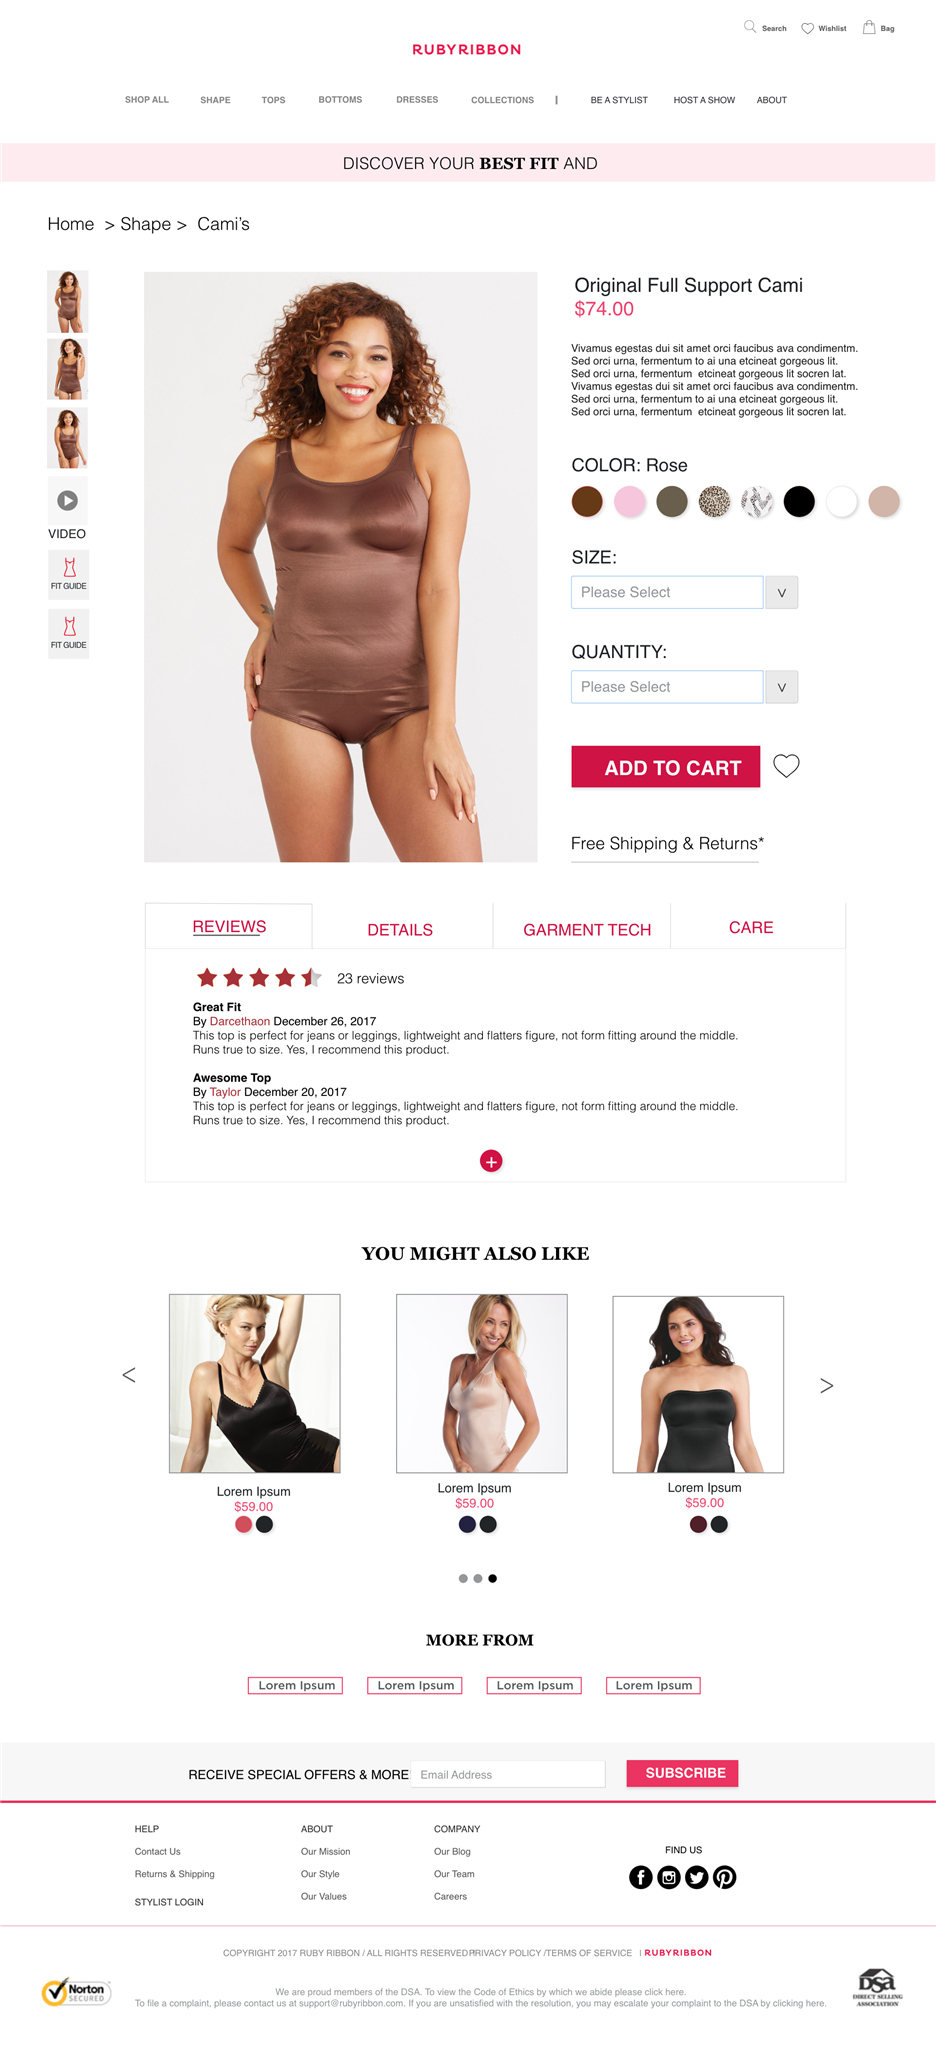 Search Wishlist Bag
RUBYRIBBON
SHOP ALL SHAPE TOPS BOTTOMS DRESSES COLLECTIONS | BE A STYLIST HOST A SHOW ABOUT
DISCOVER YOUR BEST FIT AND
Home > Shape > Cami's
Original Full Support Cami
$74.00
Vivamus egestas dui sit amet orci faucibus ava condimentm.
Sed orci urna, fermentum to ai una etcineat gorgeous lit.
Sed orci urna, fermentum etcineat gorgeous lit socren lat.
Vivamus egestas dui sit amet orci faucibus ava condimentm.
Sed orci urna, fermentum to ai una etcineat gorgeous lit.
Sed orci urna, fermentum etcineat gorgeous lit socren lat.
COLOR: Rose
VIDEO
FIT GUIDE
FIT GUIDE
SIZE:
Please Select V
QUANTITY:
Please Select V
ADD TO CART
Free Shipping & Returns*
REVIEWS DETAILS GARMENT TECH CARE
23 reviews
Great Fit
By Darcethaon December 26, 2017
This top is perfect for jeans or leggings, lightweight and flatters figure, not form fitting around the middle.
Runs true to size. Yes, I recommend this product.
Awesome Top
By Taylor December 20, 2017
This top is perfect for jeans or leggings, lightweight and flatters figure, not form fitting around the middle.
Runs true to size. Yes, I recommend this product.
+
YOU MIGHT ALSO LIKE
< >
Lorem Ipsum
$59.00
Lorem Ipsum
$59.00
Lorem Ipsum
$59.00
MORE FROM
Lorem Ipsum Lorem Ipsum Lorem Ipsum Lorem Ipsum
RECEIVE SPECIAL OFFERS & MORE Email Address SUBSCRIBE
HELP
Contact Us
Returns & Shipping
STYLIST LOGIN
ABOUT
Our Mission
Our Style
Our Values
COMPANY
Our Blog
Our Team
Careers
FIND US
COPYRIGHT 2017 RUBY RIBBON / ALL RIGHTS RESERVED PRIVACY POLICY /TERMS OF SERVICE | RUBYRIBBON
Norton
SECURED
We are proud members of the DSA. To view the Code of Ethics by which we abide please click here.
To file a complaint, please contact us at support@rubyribbon.com. If you are unsatisfied with the resolution, you may escalate your complaint to the DSA by clicking here.
DSA
DIRECT SELLING
ASSOCIATION